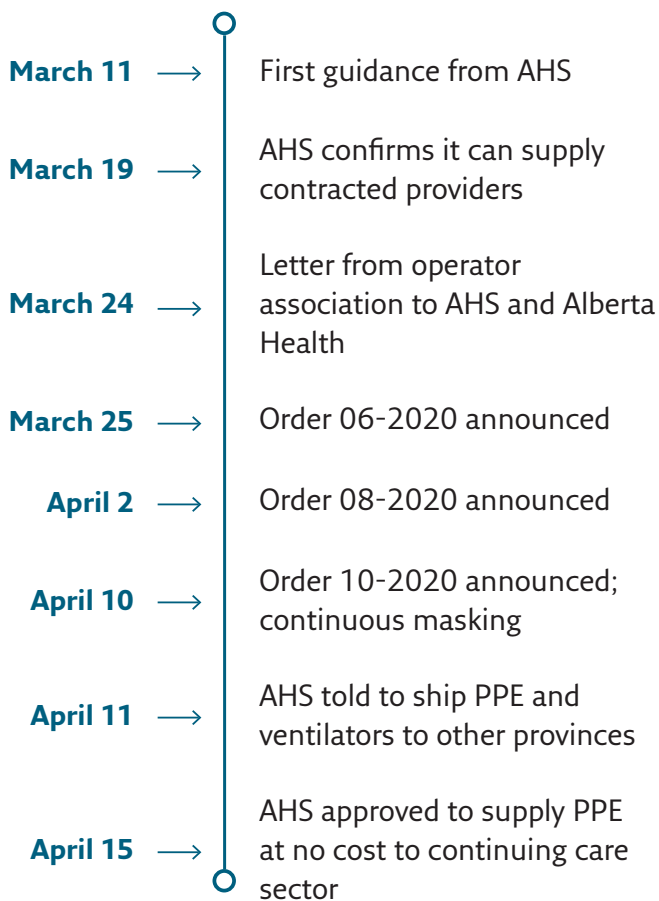 March 11
First guidance from AHS
March 19
AHS confirms it can supply
contracted providers
March 24
Letter from operator
association to AHS and Alberta
Health
March 25
Order 06-2020 announced
April 2
Order 08-2020 announced
April 10
Order 10-2020 announced;
continuous masking
April 11
AHS told to ship PPE and
ventilators to other provinces
April 15
AHS approved to supply PPE
at no cost to continuing care
sector